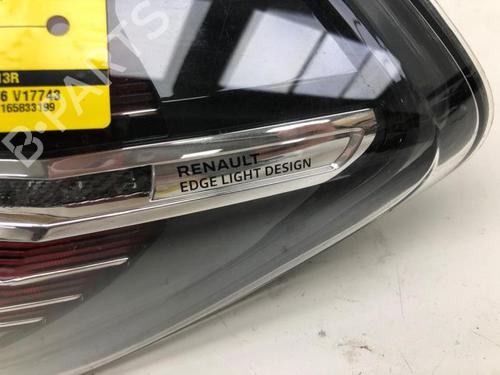 13R
6 V17743
165833199
B-PARTS
RENAULT
EDGE LIGHT DESIGN